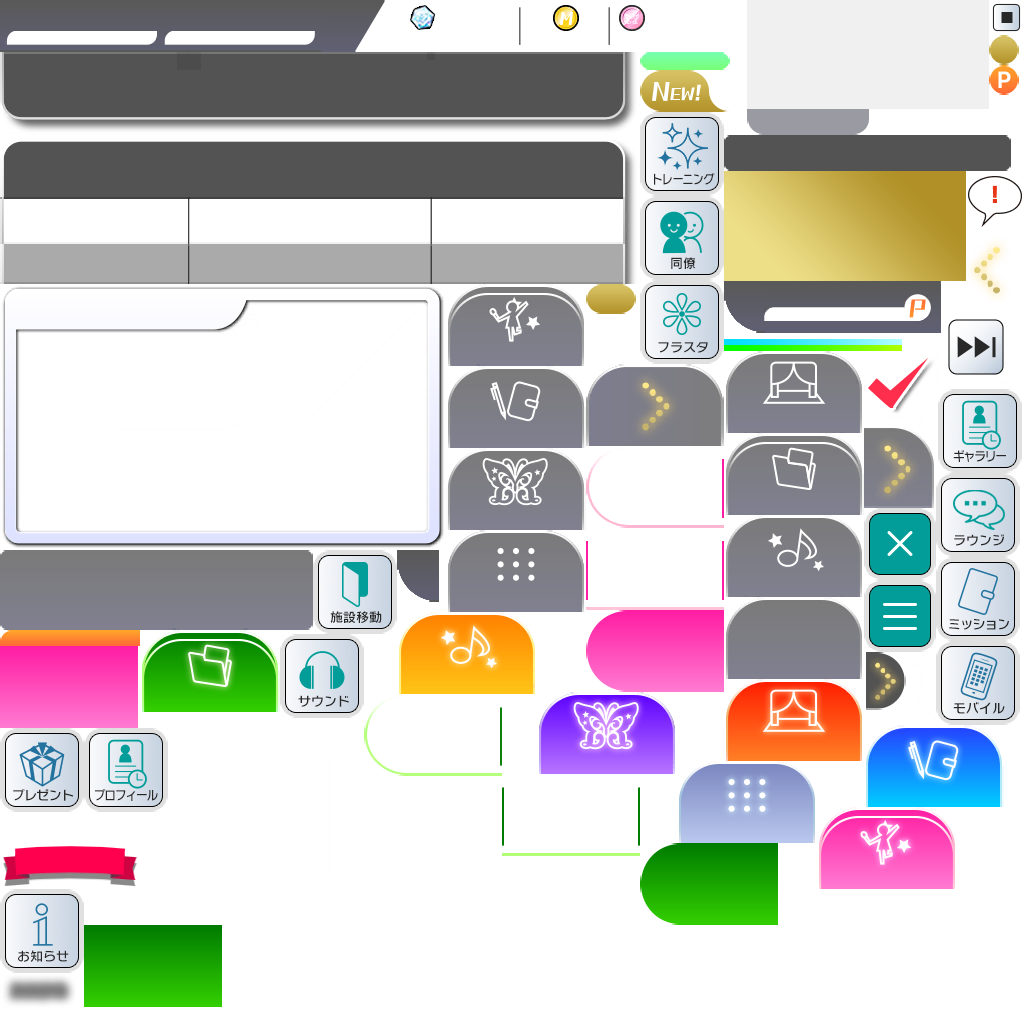 M
P
NEW!
トレーニング
!
同僚
P
フラスタ
ギャラリー
ラウンジ
施設移動
ミッション
サウンド
モバイル
プレゼント
プロフィール
お知らせ